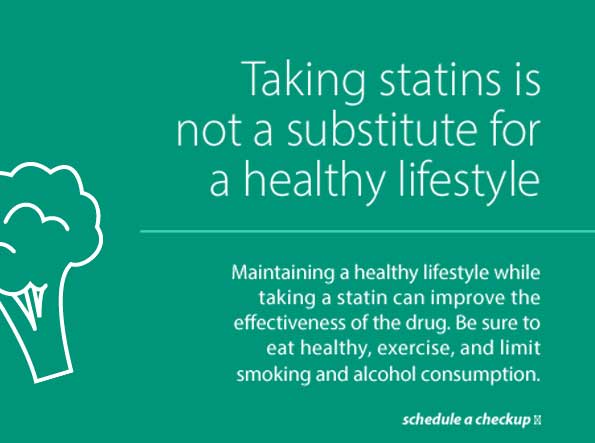 Taking statins is
not a substitute for
a healthy lifestyle
Maintaining a healthy lifestyle while
taking a statin can improve the
effectiveness of the drug. Be sure to
eat healthy, exercise, and limit
smoking and alcohol consumption.
schedule a checkup